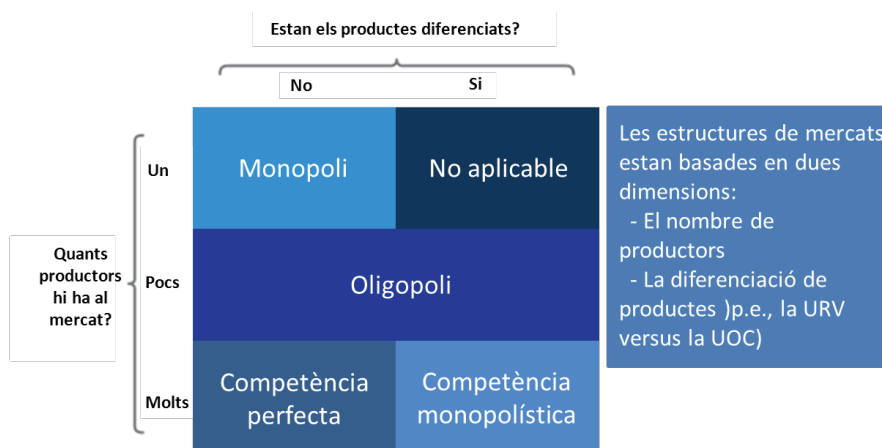 Estan els productes diferenciats?
No
Si
Un
Monopoli
No aplicable
Quants
productors
hi ha al
mercat?
Pocs
Oligopoli
Molts
Competència
perfecta
Competència
monopolística
Les estructures de mercats
estan basades en dues
dimensions:
- El nombre de
productors
- La diferenciació de
productes )p.e., la URV
versus la UOC)